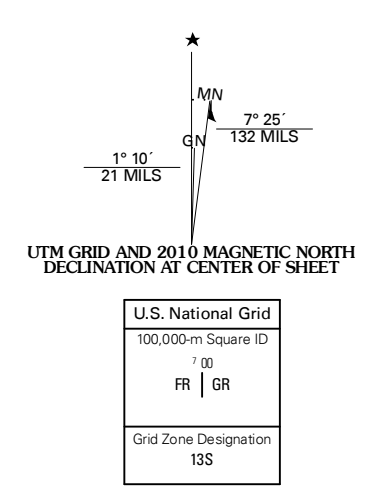 ★
MN
7° 25´
132 MILS
GN
1° 10´
21 MILS
UTM GRID AND 2010 MAGNETIC NORTH
DECLINATION AT CENTER OF SHEET
U.S. National Grid
100,000-m Square ID
7 00
FR GR
Grid Zone Designation
13S